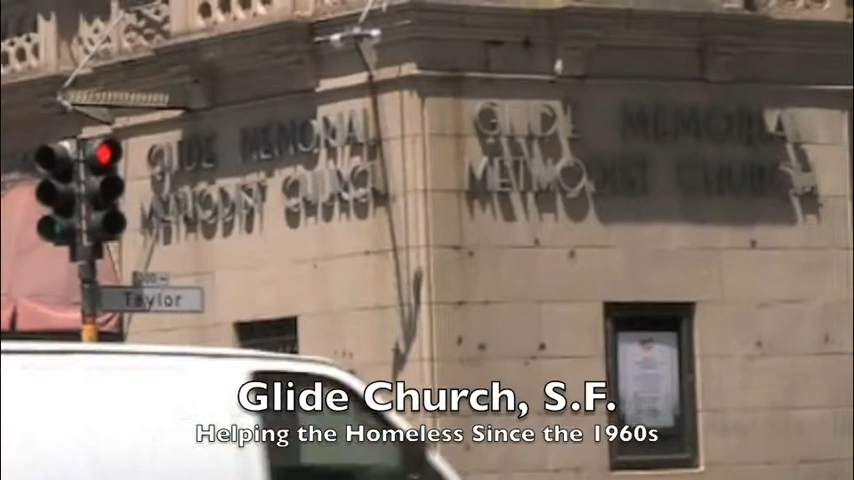 GLIDE MEMORIAL
METHODIST CHURCH
GLIDE MEMORIAL
METHODIST CHURCH
Taylor
Glide Church, S.F.
Helping the Homeless Since the 1960s